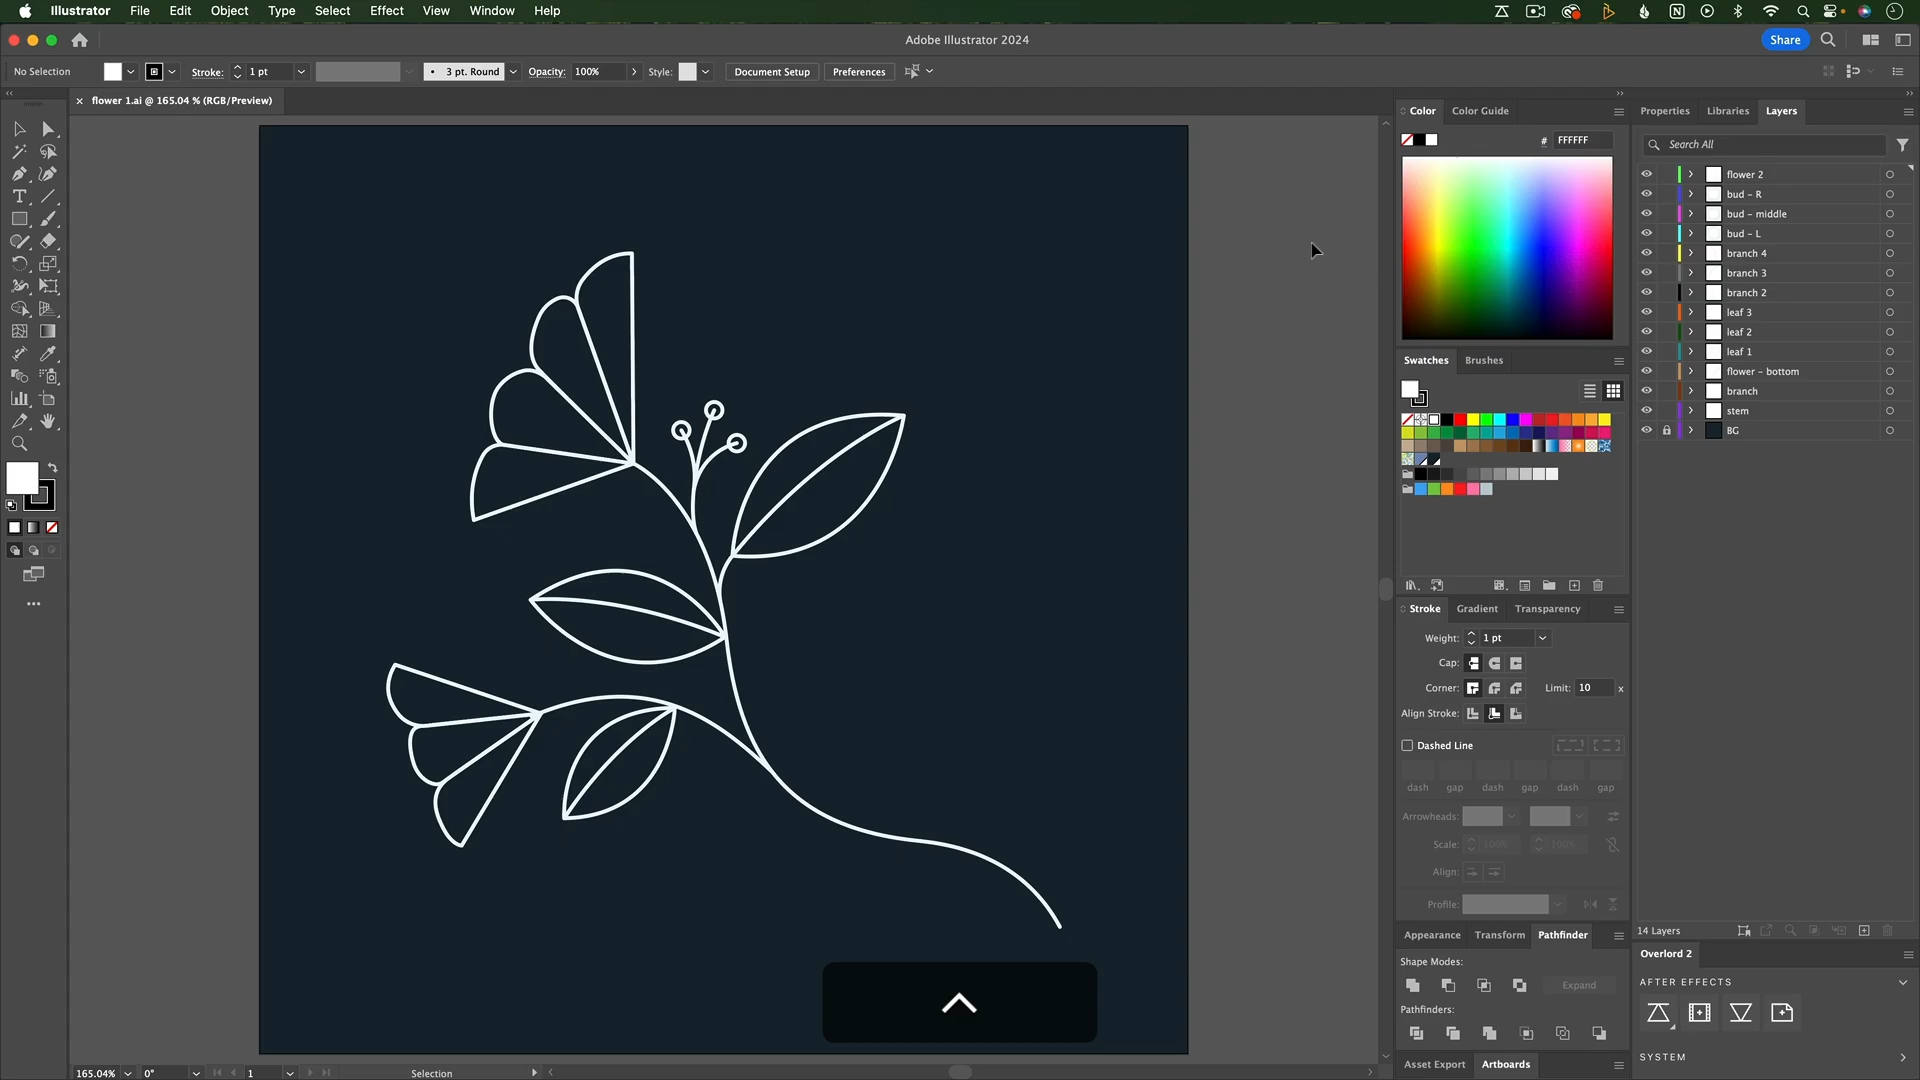 Illustrator File Edit Object Type Select Effect View Window Help
Adobe Illustrator 2024
Share
No Selection
Stroke: 1 pt
3 pt. Round
Opacity: 100%
Style:
Document Setup
Preferences
flower 1.ai @ 165.04 % (RGB/Preview)
Color Color Guide
# FFFFFF
Swatches Brushes
Stroke Gradient Transparency
Weight: 1 pt
Cap:
Corner: Limit: 10 x
Align Stroke:
Dashed Line
dash gap dash gap dash gap
Arrowheads:
Scale: 100% 100%
Align:
Profile:
Appearance Transform Pathfinder
Shape Modes:
Expand
Pathfinders:
Asset Export Artboards
Properties Libraries Layers
Search All
flower 2
bud - R
bud - middle
bud - L
branch 4
branch 3
branch 2
leaf 3
leaf 2
leaf 1
flower - bottom
branch
stem
BG
14 Layers
Overlord 2
AFTER EFFECTS
SYSTEM
165.04% 0° 1 Selection